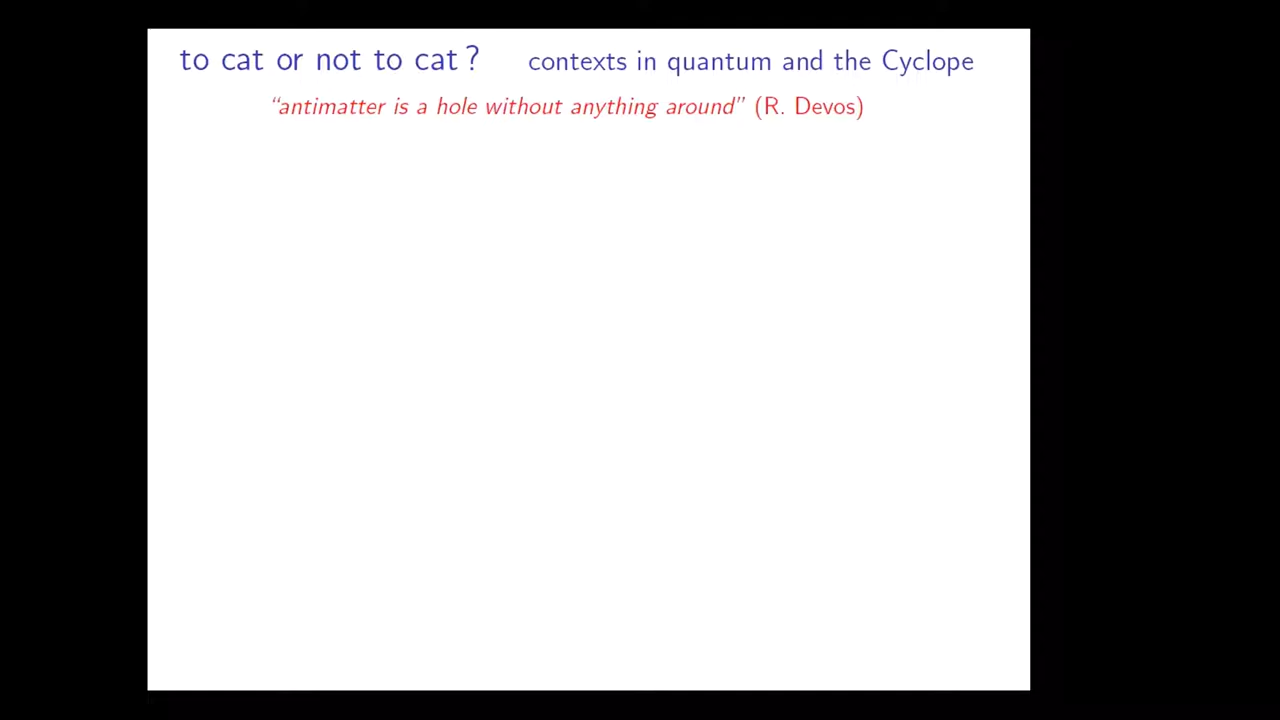 to cat or not to cat ? contexts in quantum and the Cyclope
“antimatter is a hole without anything around” (R. Devos)